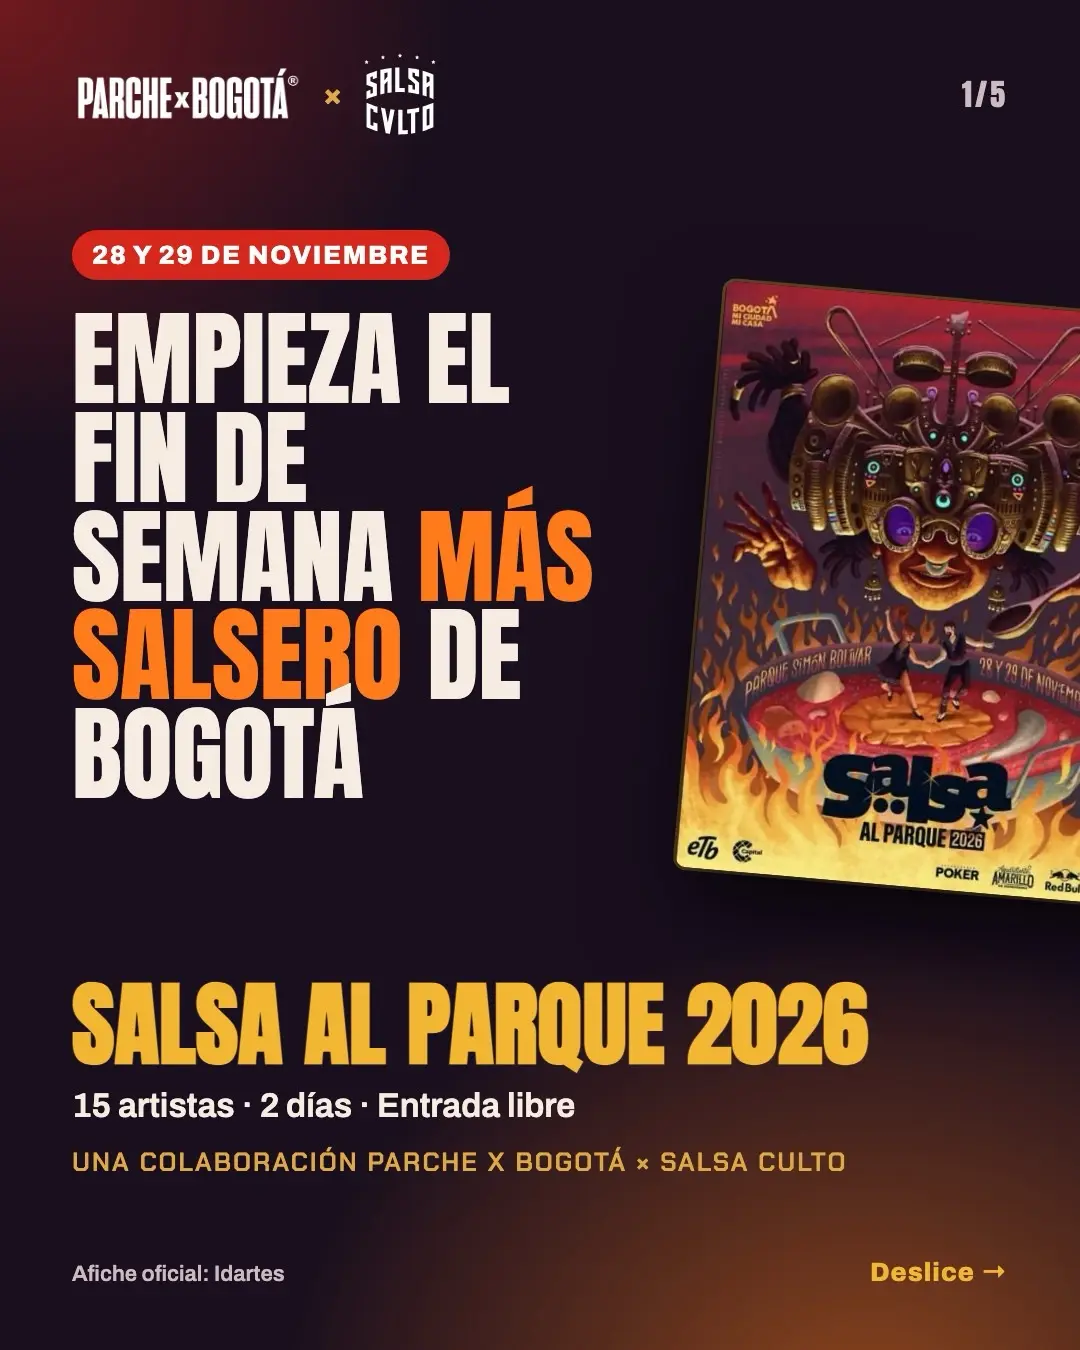 PARCHE x BOGOTÁ® × SALSA CVLTO
1/5
28 Y 29 DE NOVIEMBRE
EMPIEZA EL
FIN DE
SEMANA MÁS
SALSERO DE
BOGOTÁ
BOGOTÁ
MI CIUDAD
MI CASA
PARQUE SIMÓN BOLÍVAR
28 Y 29 DE NOVIEM
Salsa
AL PARQUE 2026
eTb
Capital
POKER
AMARILLO
Red Bul
SALSA AL PARQUE 2026
15 artistas · 2 días · Entrada libre
UNA COLABORACIÓN PARCHE X BOGOTÁ × SALSA CULTO
Afiche oficial: Idartes
Deslice →